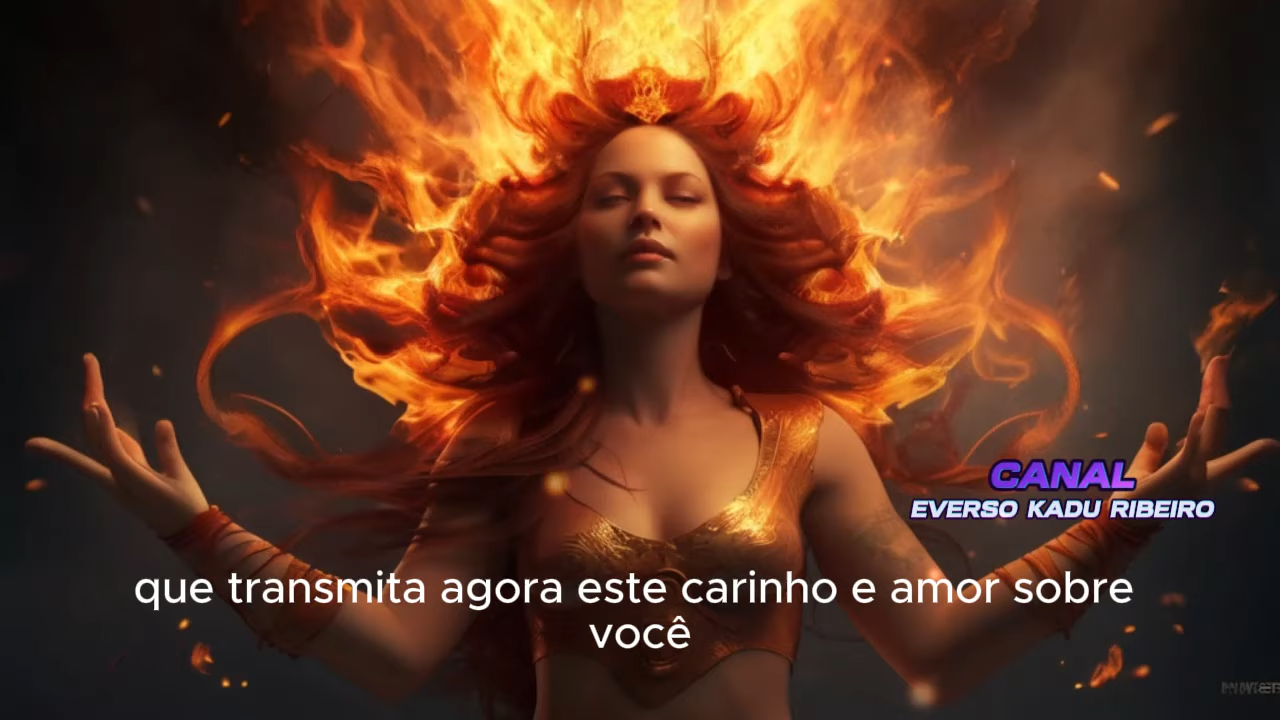 CANAL
EVERSO KADU RIBEIRO
que transmita agora este carinho e amor sobre
você